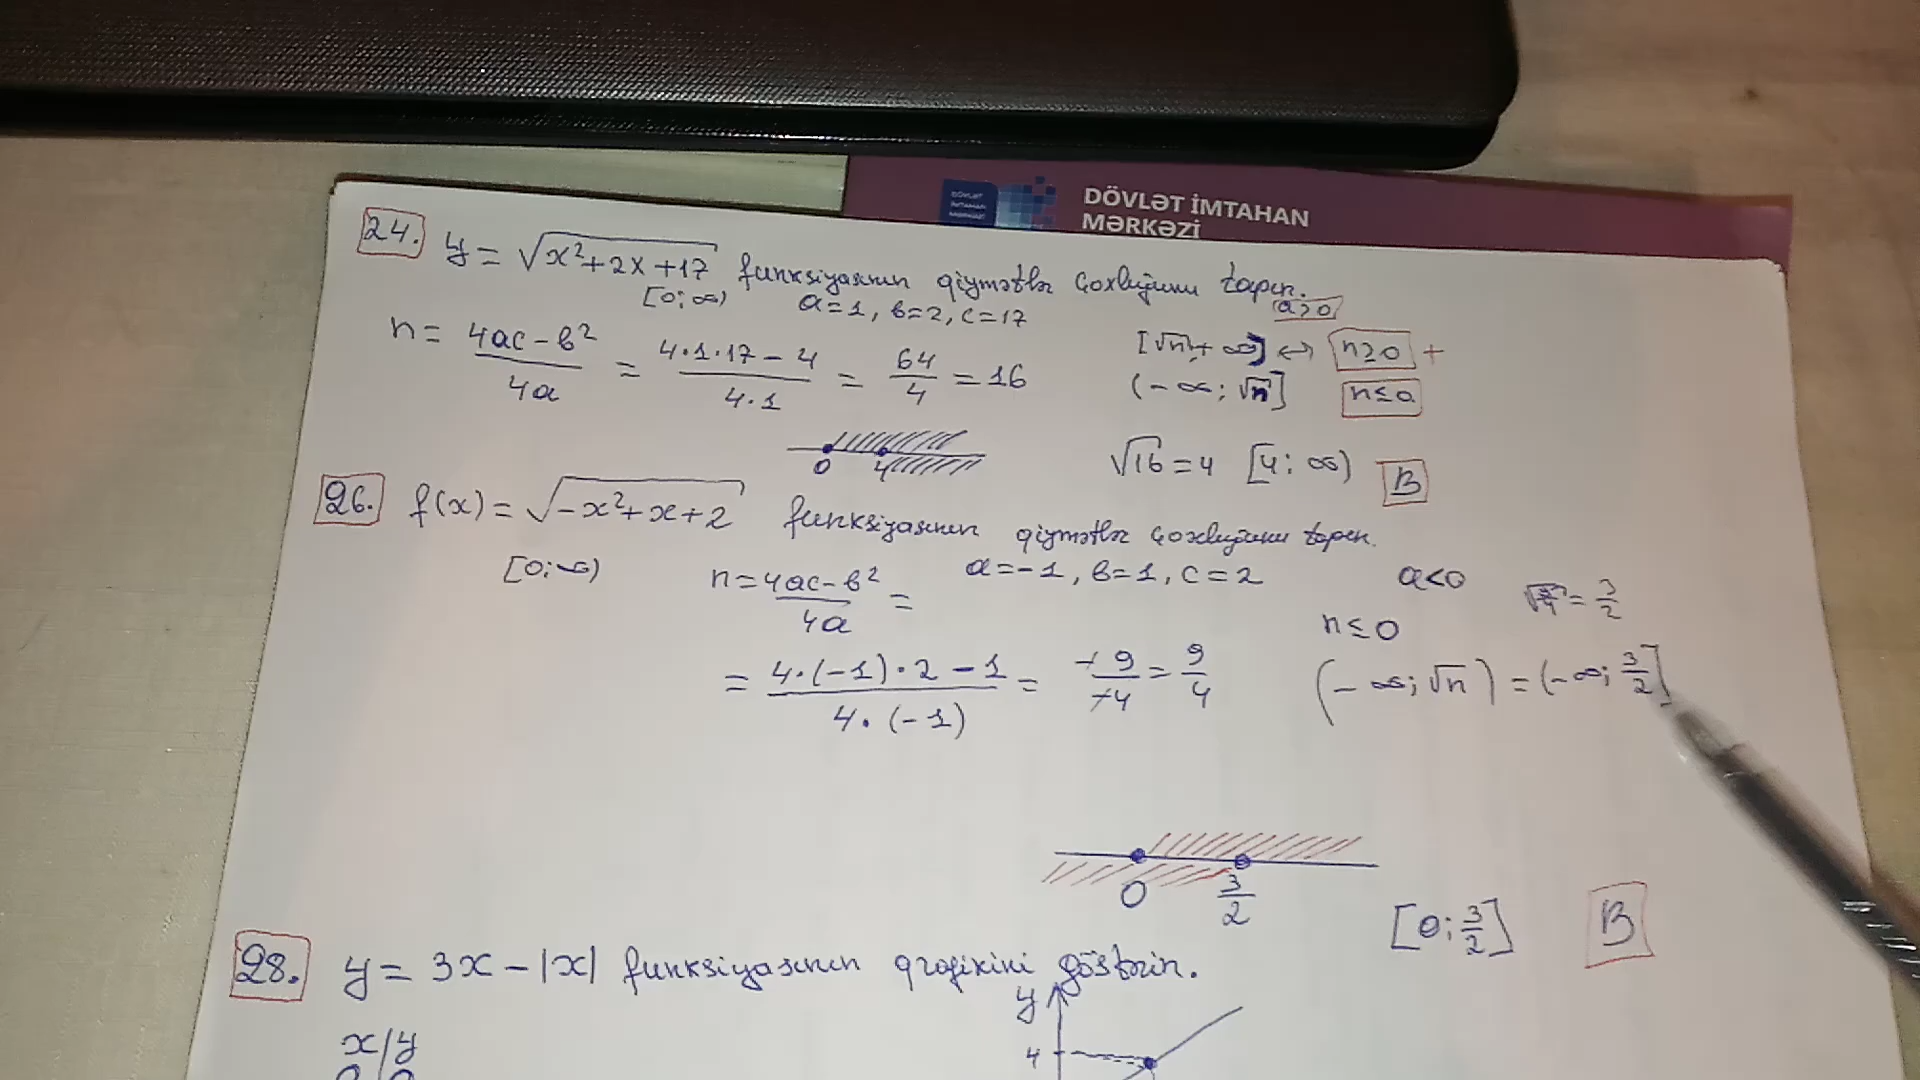 DÖVLƏT İMTAHAN
MƏRKƏZİ
DÖVLƏT
İMTAHAN
MƏRKƏZİ
24. y = √(x²+2x+17) funksiyasının qiymətlər çoxluğunu tapın.
[0; ∞) a=1, b=2, c=17 a>0
n = (4ac-b²)/4a = (4·1·17-4)/(4·1) = 64/4 = 16 [√n; +∞] ↔ n≥0 +
(-∞; √n] n≤0
0 4 √16=4 [4; ∞) B
26. f(x) = √(-x²+x+2) funksiyasının qiymətlər çoxluğunu tapın.
[0; ∞) n = (4ac-b²)/4a = a=-1, b=1, c=2 a<0 = 3/2
n≤0
= (4·(-1)·2-1)/(4·(-1)) = -9/-4 = 9/4 (-∞; √n) = (-∞; 3/2]
0 3/2 [0; 3/2] B
28. y = 3x-|x| funksiyasının qrafikini göstərin.
x/y y
4